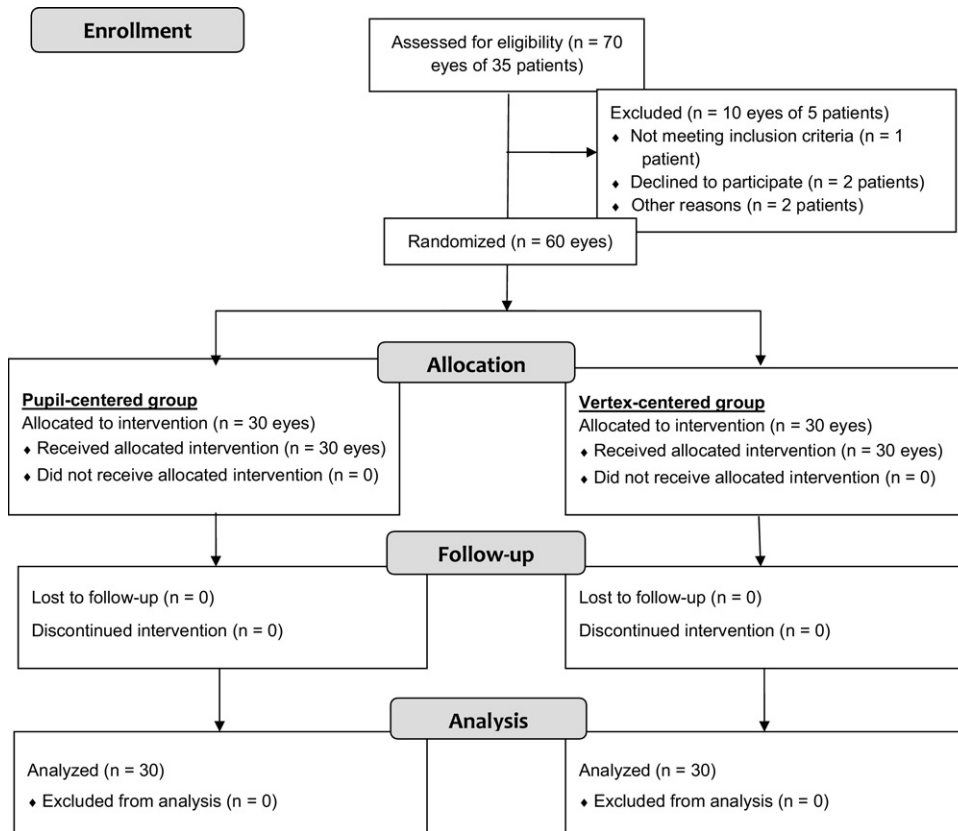 Enrollment
Assessed for eligibility (n = 70
eyes of 35 patients)
Excluded (n = 10 eyes of 5 patients)
♦ Not meeting inclusion criteria (n = 1
patient)
♦ Declined to participate (n = 2 patients)
♦ Other reasons (n = 2 patients)
Randomized (n = 60 eyes)
Allocation
Pupil-centered group
Allocated to intervention (n = 30 eyes)
♦ Received allocated intervention (n = 30 eyes)
♦ Did not receive allocated intervention (n = 0)
Vertex-centered group
Allocated to intervention (n = 30 eyes)
♦ Received allocated intervention (n = 30 eyes)
♦ Did not receive allocated intervention (n = 0)
Follow-up
Lost to follow-up (n = 0)
Discontinued intervention (n = 0)
Lost to follow-up (n = 0)
Discontinued intervention (n = 0)
Analysis
Analyzed (n = 30)
♦ Excluded from analysis (n = 0)
Analyzed (n = 30)
♦ Excluded from analysis (n = 0)